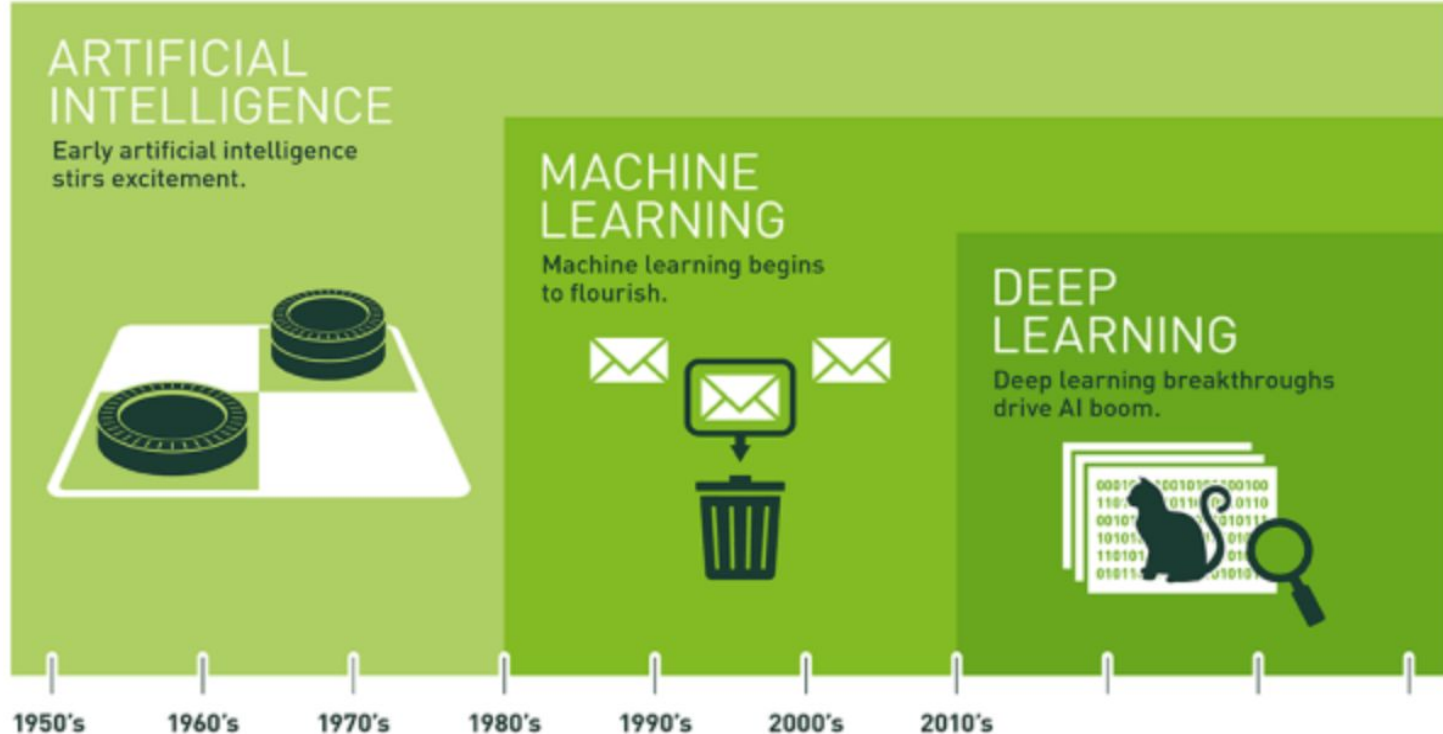 ARTIFICIAL
INTELLIGENCE
Early artificial intelligence
stirs excitement.
MACHINE
LEARNING
Machine learning begins
to flourish.
DEEP
LEARNING
Deep learning breakthroughs
drive AI boom.
1950's 1960's 1970's 1980's 1990's 2000's 2010's